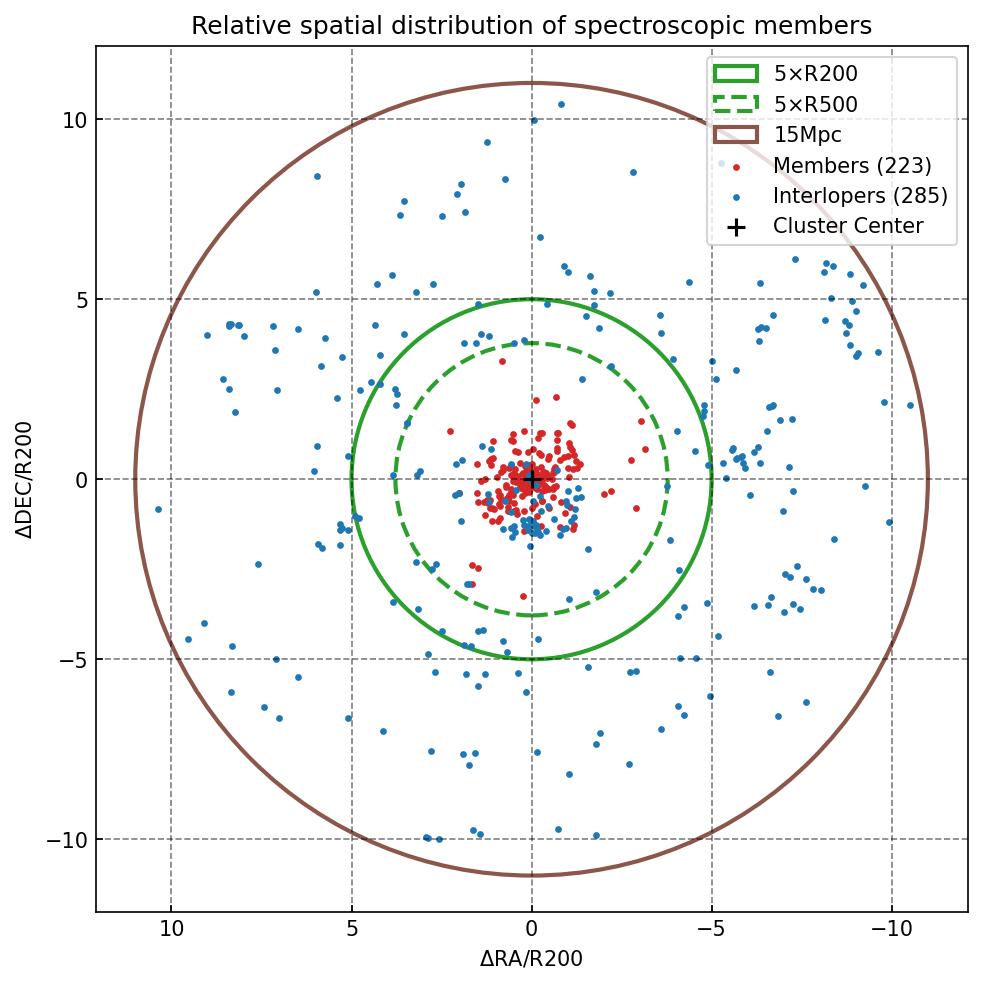 Relative spatial distribution of spectroscopic members
5×R200
5×R500
15Mpc
Members (223)
Interlopers (285)
Cluster Center
10
5
0
−5
−10
ΔDEC/R200
10
5
0
−5
−10
ΔRA/R200